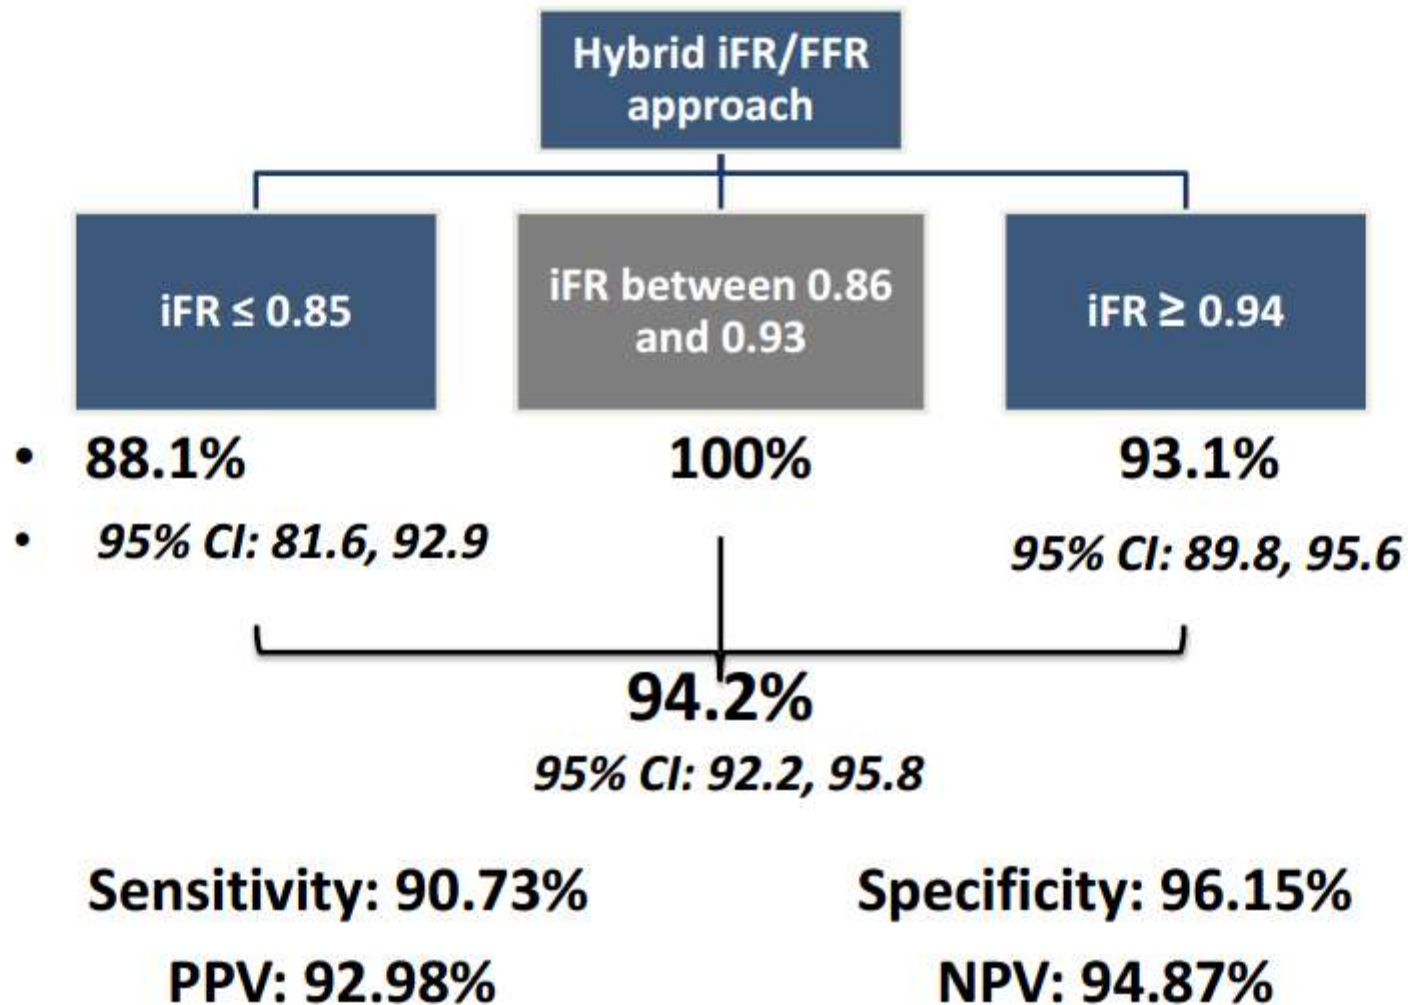 Hybrid iFR/FFR
approach
iFR ≤ 0.85
iFR between 0.86
and 0.93
iFR ≥ 0.94
• 88.1%
100%
93.1%
• 95% CI: 81.6, 92.9
95% CI: 89.8, 95.6
94.2%
95% CI: 92.2, 95.8
Sensitivity: 90.73%
Specificity: 96.15%
PPV: 92.98%
NPV: 94.87%